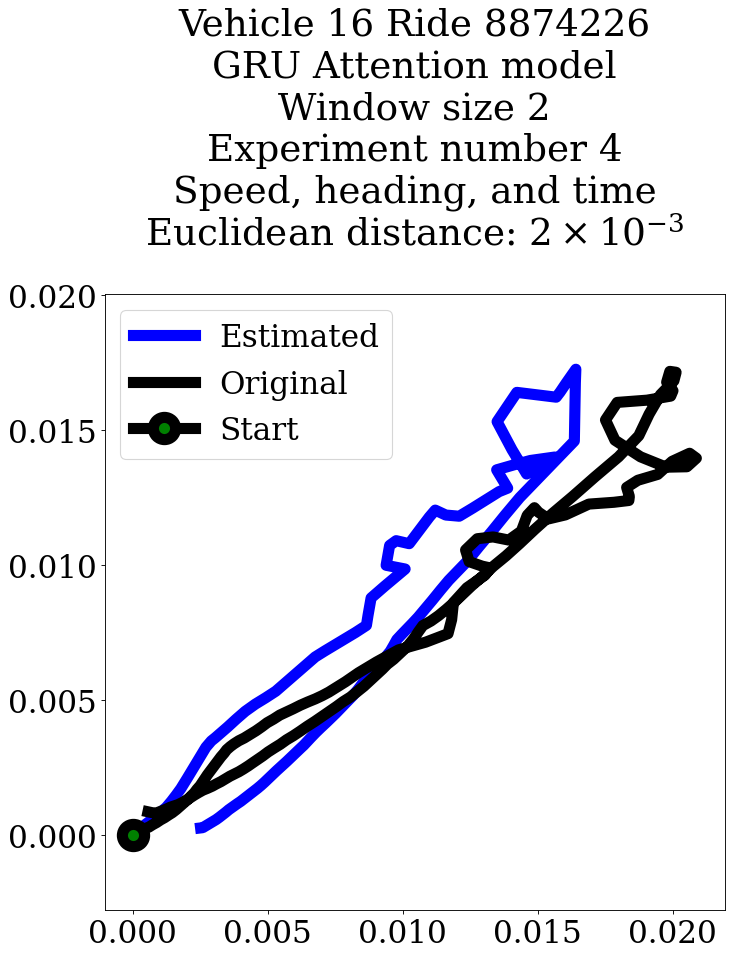 Vehicle 16 Ride 8874226
GRU Attention model
Window size 2
Experiment number 4
Speed, heading, and time
Euclidean distance: 2 × 10⁻³
0.020
Estimated
Original
Start
0.015
0.010
0.005
0.000
0.000 0.005 0.010 0.015 0.020